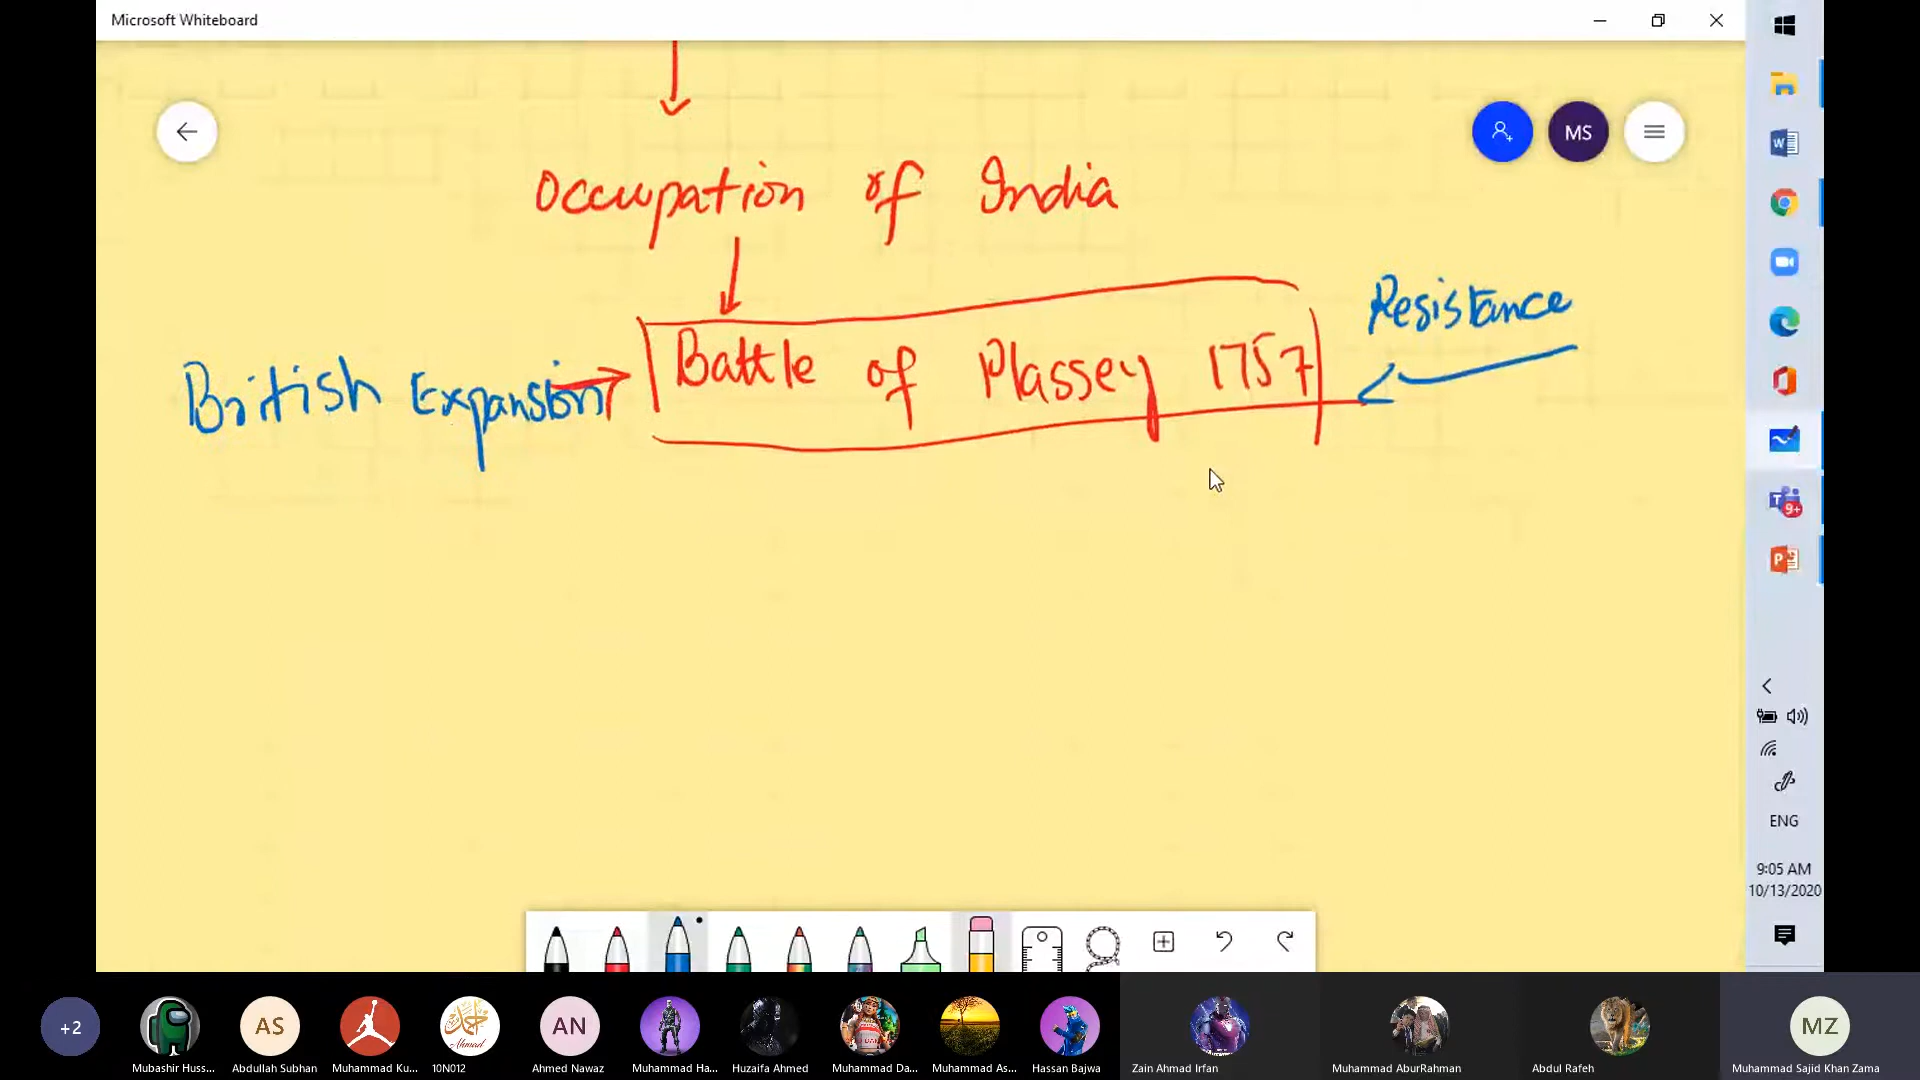 Microsoft Whiteboard
MS
Occupation of India
Resistance
Battle of Plassey 1757
British Expansion
9+
ENG
9:05 AM
10/13/2020
+2
AS
AN
MZ
Ahmad
Mubashir Huss...
Abdullah Subhan
Muhammad Ku...
10N012
Ahmed Nawaz
Muhammad Ha...
Huzaifa Ahmed
Muhammad Da...
Muhammad As...
Hassan Bajwa
Zain Ahmad Irfan
Muhammad AburRahman
Abdul Rafeh
Muhammad Sajid Khan Zama